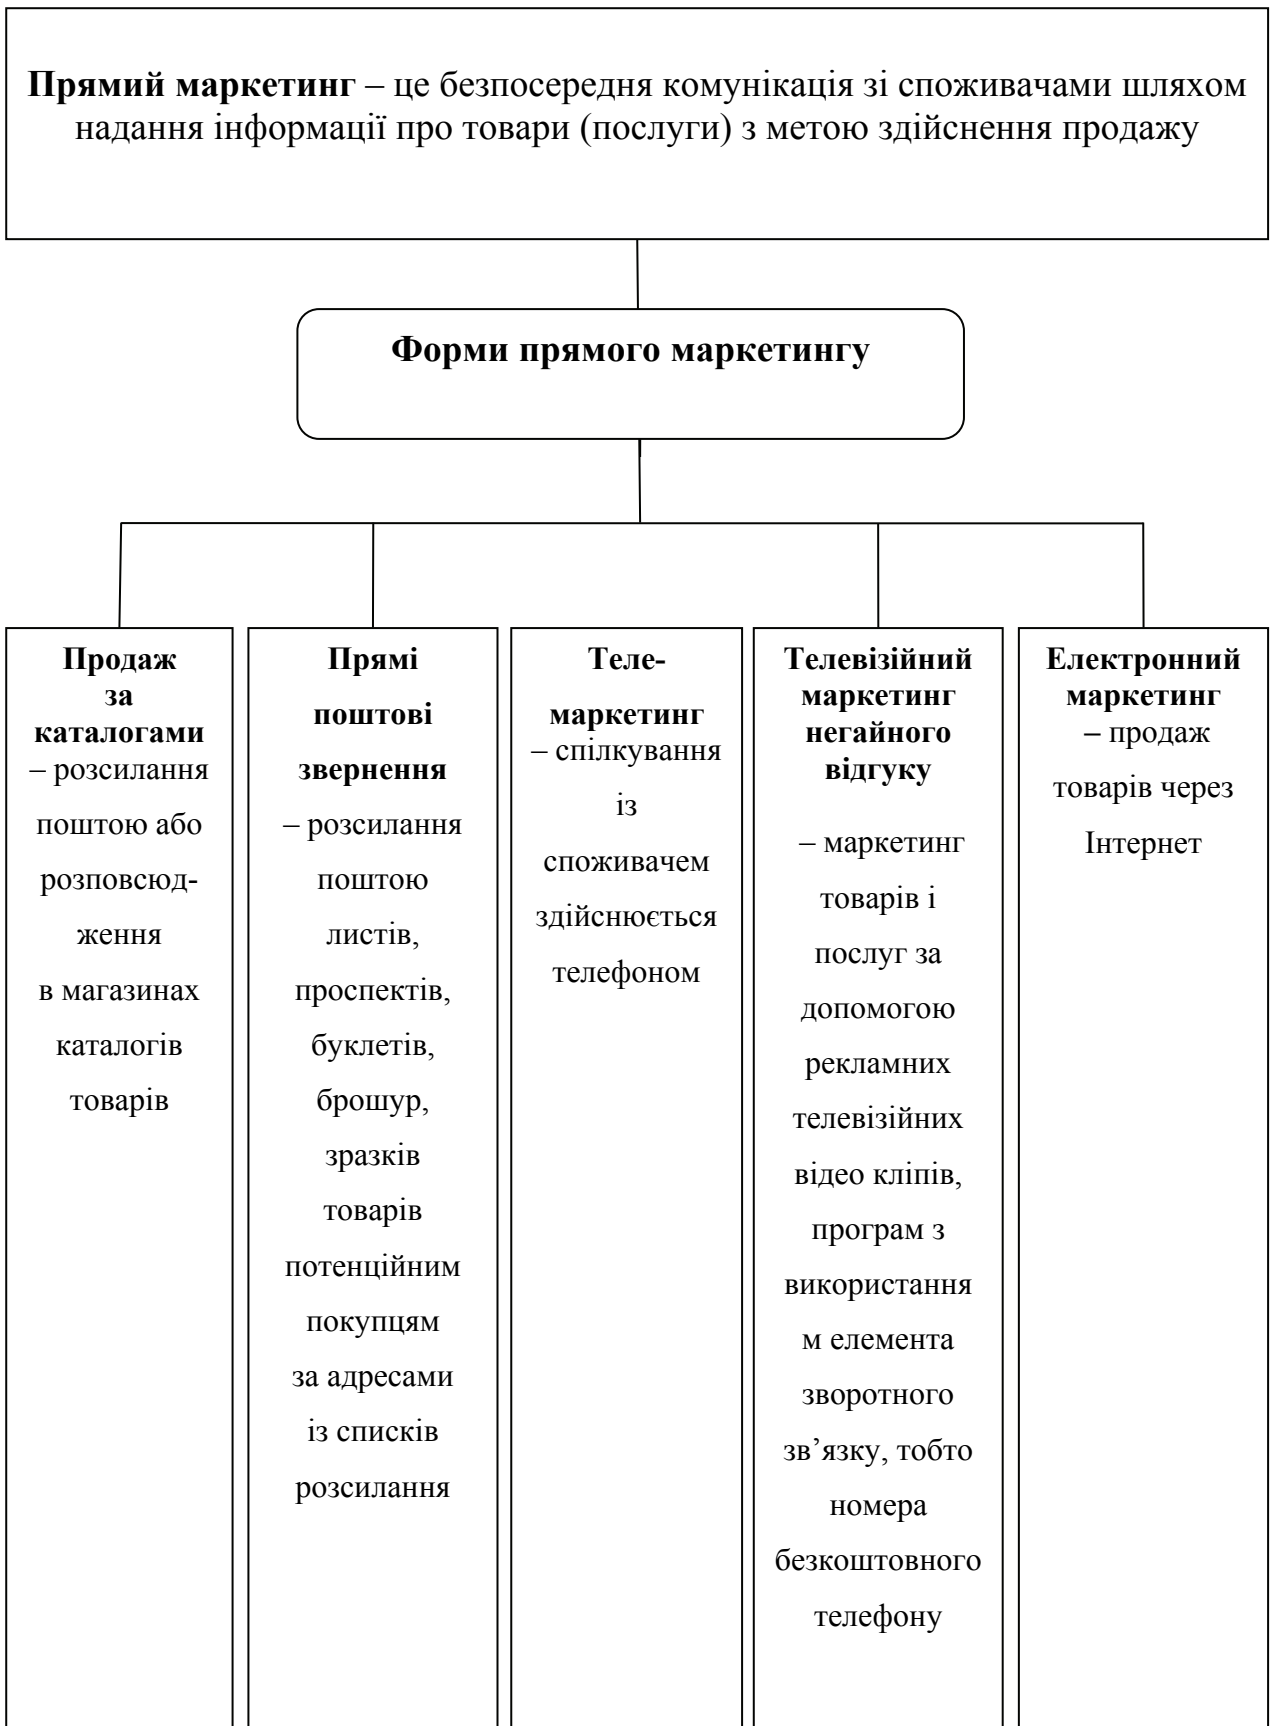 Прямий маркетинг – це безпосередня комунікація зі споживачами шляхом
надання інформації про товари (послуги) з метою здійснення продажу
Форми прямого маркетингу
Продаж
за
каталогами
– розсилання
поштою або
розповсюд-
ження
в магазинах
каталогів
товарів
Прямі
поштові
звернення
– розсилання
поштою
листів,
проспектів,
буклетів,
брошур,
зразків
товарів
потенційним
покупцям
за адресами
із списків
розсилання
Теле-
маркетинг
– спілкування
із
споживачем
здійснюється
телефоном
Телевізійний
маркетинг
негайного
відгуку
– маркетинг
товарів і
послуг за
допомогою
рекламних
телевізійних
відео кліпів,
програм з
використання
м елемента
зворотного
зв’язку, тобто
номера
безкоштовного
телефону
Електронний
маркетинг
– продаж
товарів через
Інтернет